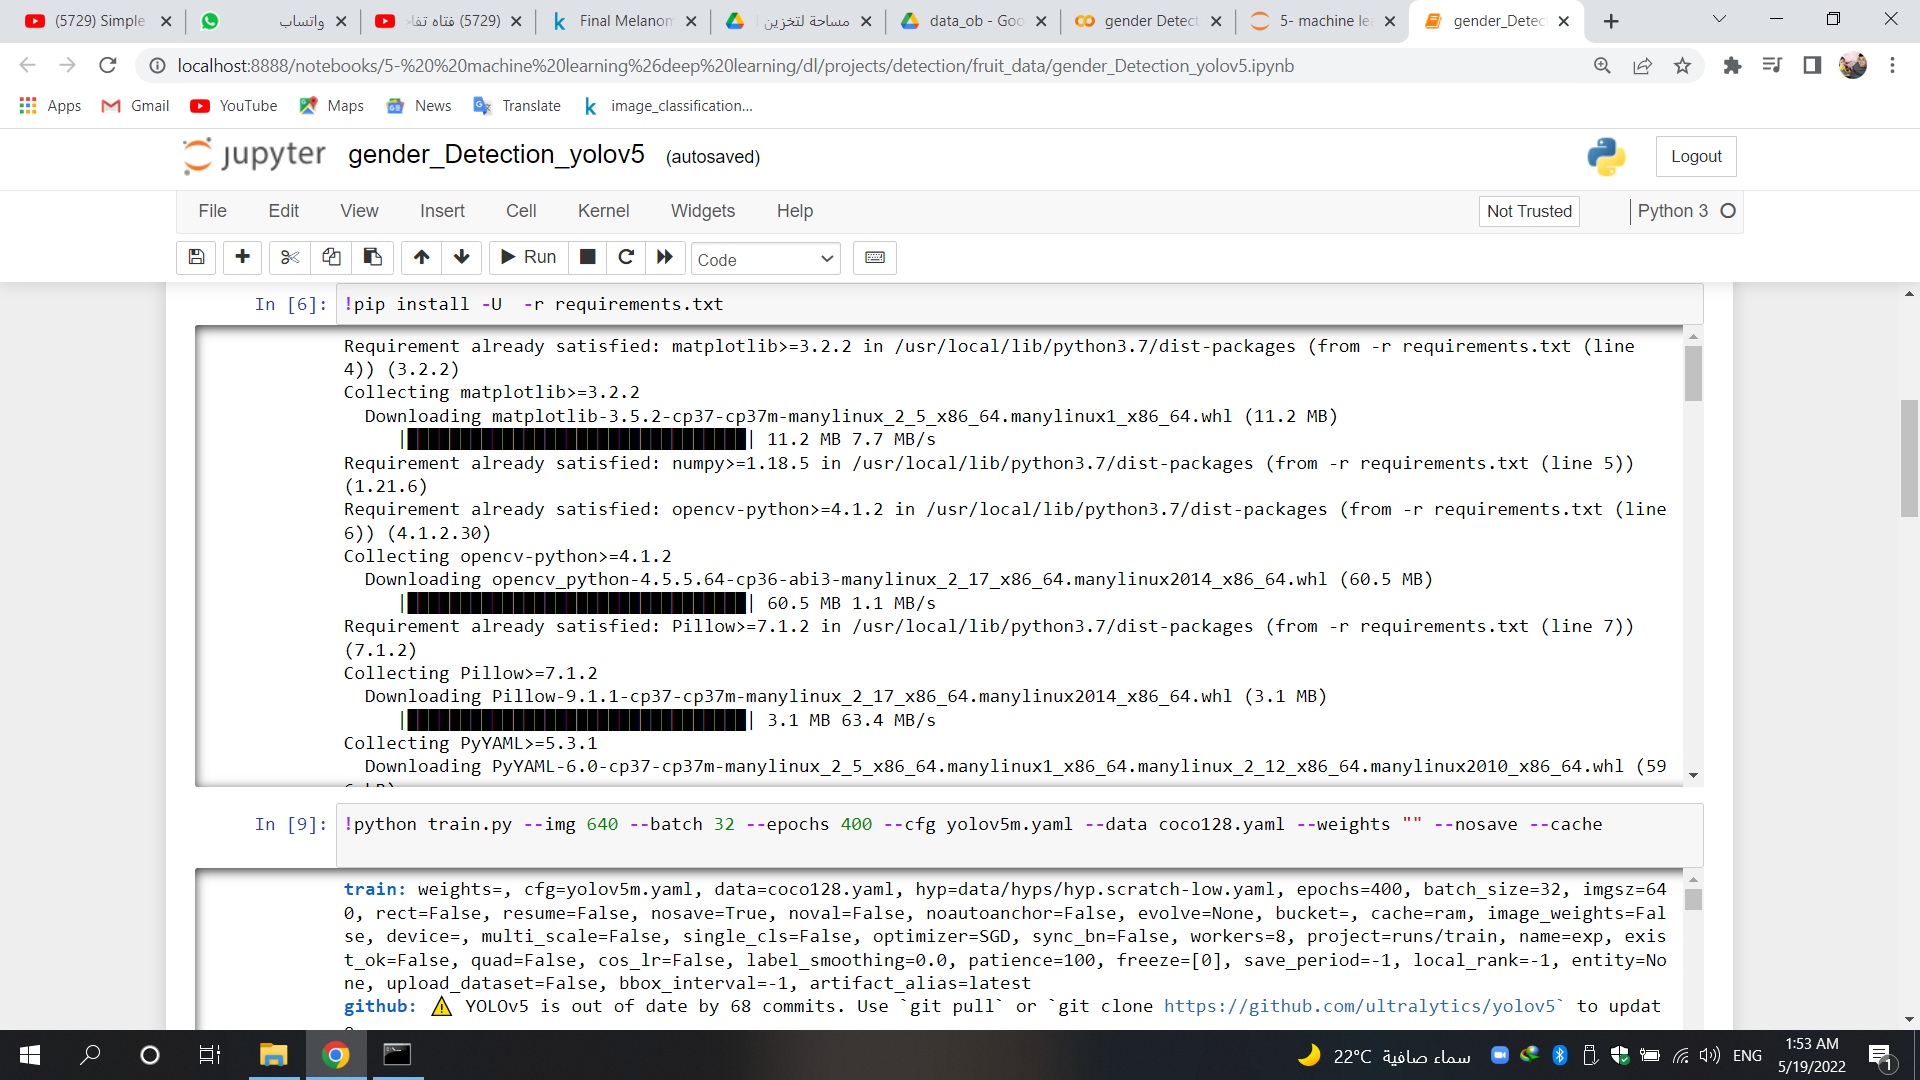 (5729) Simple
واتساب
(5729) فتاه تفا
Final Melanom
مساحة لتخزين
data_ob - Goo
gender Detect
5- machine lea
gender_Detec
localhost:8888/notebooks/5-%20%20machine%20learning%26deep%20learning/dl/projects/detection/fruit_data/gender_Detection_yolov5.ipynb
Apps Gmail YouTube Maps News Translate image_classification...
jupyter gender_Detection_yolov5 (autosaved) Logout
File Edit View Insert Cell Kernel Widgets Help Not Trusted Python 3
Run Code
In [6]: !pip install -U  -r requirements.txt
Requirement already satisfied: matplotlib>=3.2.2 in /usr/local/lib/python3.7/dist-packages (from -r requirements.txt (line
4)) (3.2.2)
Collecting matplotlib>=3.2.2
Downloading matplotlib-3.5.2-cp37-cp37m-manylinux_2_5_x86_64.manylinux1_x86_64.whl (11.2 MB)
| | 11.2 MB 7.7 MB/s
Requirement already satisfied: numpy>=1.18.5 in /usr/local/lib/python3.7/dist-packages (from -r requirements.txt (line 5))
(1.21.6)
Requirement already satisfied: opencv-python>=4.1.2 in /usr/local/lib/python3.7/dist-packages (from -r requirements.txt (line
6)) (4.1.2.30)
Collecting opencv-python>=4.1.2
Downloading opencv_python-4.5.5.64-cp36-abi3-manylinux_2_17_x86_64.manylinux2014_x86_64.whl (60.5 MB)
| | 60.5 MB 1.1 MB/s
Requirement already satisfied: Pillow>=7.1.2 in /usr/local/lib/python3.7/dist-packages (from -r requirements.txt (line 7))
(7.1.2)
Collecting Pillow>=7.1.2
Downloading Pillow-9.1.1-cp37-cp37m-manylinux_2_17_x86_64.manylinux2014_x86_64.whl (3.1 MB)
| | 3.1 MB 63.4 MB/s
Collecting PyYAML>=5.3.1
Downloading PyYAML-6.0-cp37-cp37m-manylinux_2_5_x86_64.manylinux1_x86_64.manylinux_2_12_x86_64.manylinux2010_x86_64.whl (59
In [9]: !python train.py --img 640 --batch 32 --epochs 400 --cfg yolov5m.yaml --data coco128.yaml --weights "" --nosave --cache
train: weights=, cfg=yolov5m.yaml, data=coco128.yaml, hyp=data/hyps/hyp.scratch-low.yaml, epochs=400, batch_size=32, imgsz=64
0, rect=False, resume=False, nosave=True, noval=False, noautoanchor=False, evolve=None, bucket=, cache=ram, image_weights=Fal
se, device=, multi_scale=False, single_cls=False, optimizer=SGD, sync_bn=False, workers=8, project=runs/train, name=exp, exis
t_ok=False, quad=False, cos_lr=False, label_smoothing=0.0, patience=100, freeze=[0], save_period=-1, local_rank=-1, entity=No
ne, upload_dataset=False, bbox_interval=-1, artifact_alias=latest
github: ⚠ YOLOv5 is out of date by 68 commits. Use `git pull` or `git clone https://github.com/ultralytics/yolov5` to updat
22°C سماء صافية ENG
1:53 AM
5/19/2022
1